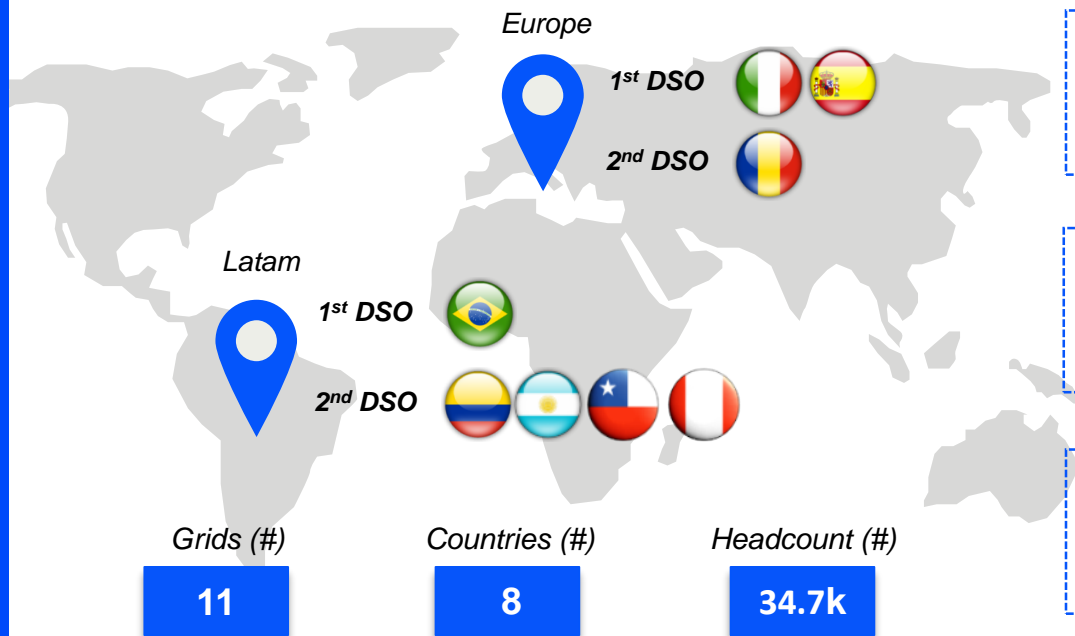 Europe
1st DSO
2nd DSO
Latam
1st DSO
2nd DSO
Grids (#)
Countries (#)
Headcount (#)
11
8
34.7k